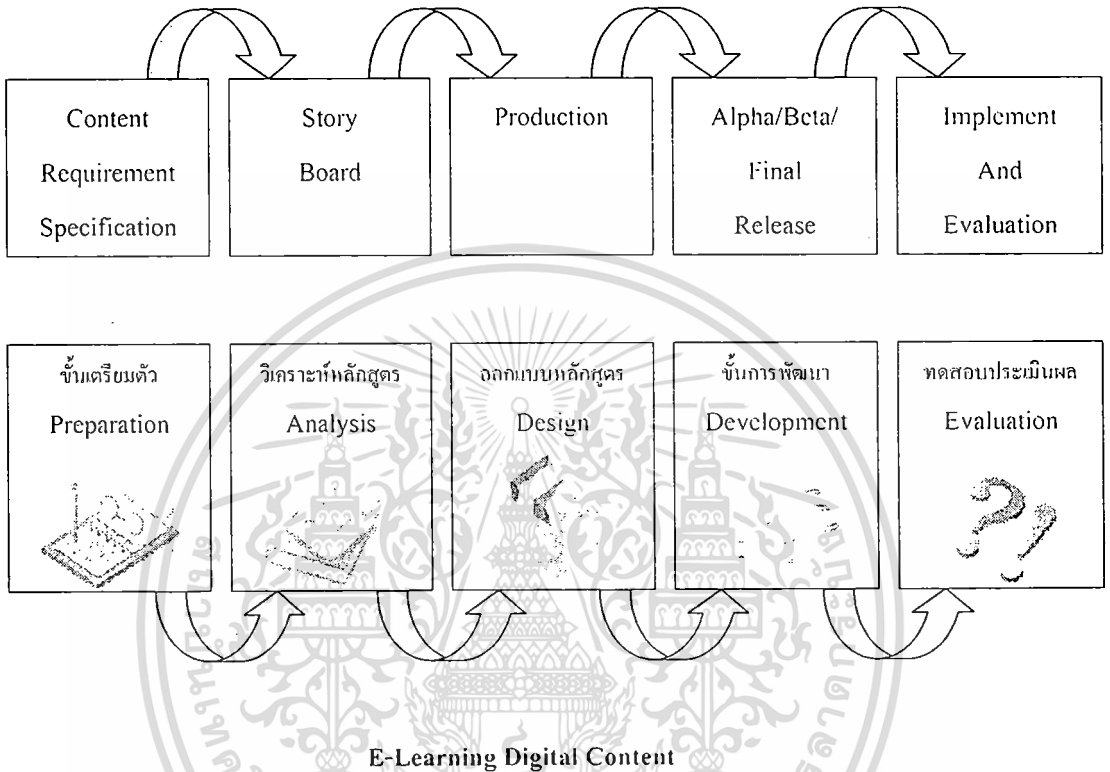 Content
Requirement
Specification
Story
Board
Production
Alpha/Beta/
Final
Release
Implement
And
Evaluation
ขั้นเตรียมตัว
Preparation
วิเคราะห์หลักสูตร
Analysis
ออกแบบหลักสูตร
Design
ขั้นการพัฒนา
Development
ทดสอบประเมินผล
Evaluation
E-Learning Digital Content